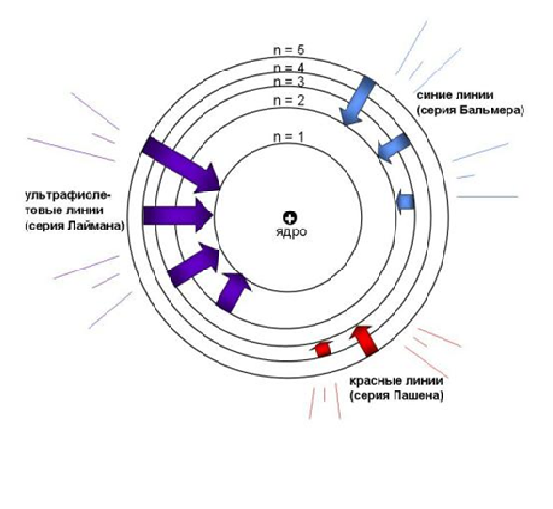 n = 5
n = 4
n = 3
n = 2
n = 1
синие линии
(серия Бальмера)
ультрафиоле-
товые линии
(серия Лаймана)
ядро
красные линии
(серия Пашена)